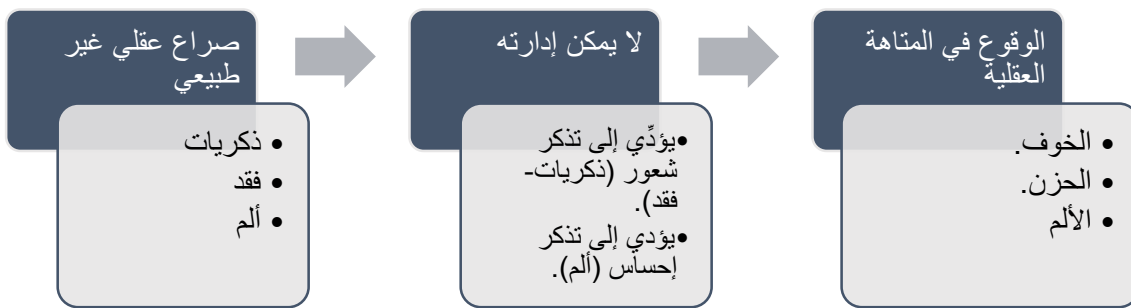 صراع عقلي غير
طبيعي
• ذكريات
• فقد
• ألم
لا يمكن إدارته
•يؤدِّي إلى تذكر
شعور (ذكريات-
فقد).
•يؤدي إلى تذكر
إحساس (ألم).
الوقوع في المتاهة
العقلية
• الخوف.
• الحزن.
• الألم